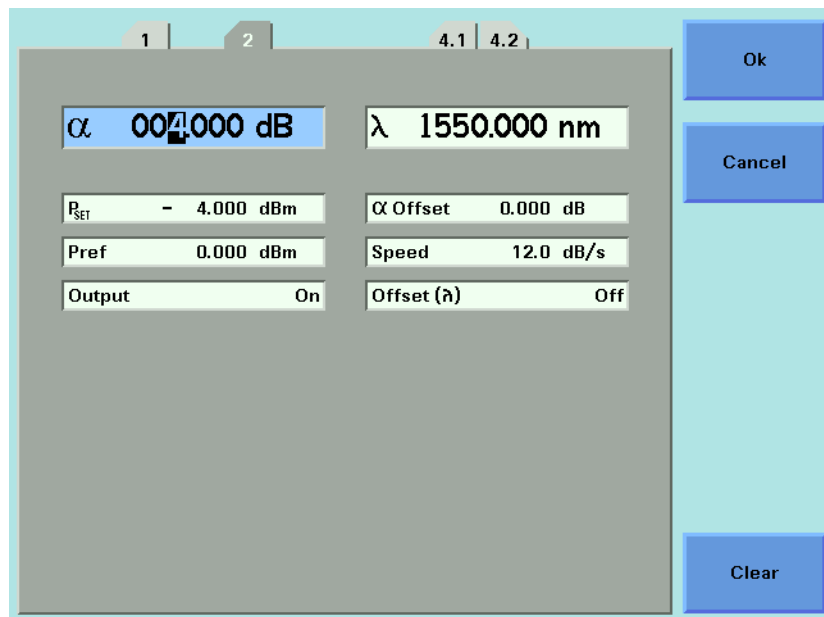 1 2 4.1 4.2
Ok
α 004.000 dB λ 1550.000 nm
Cancel
PSET - 4.000 dBm α Offset 0.000 dB
Pref 0.000 dBm Speed 12.0 dB/s
Output On Offset (λ) Off
Clear